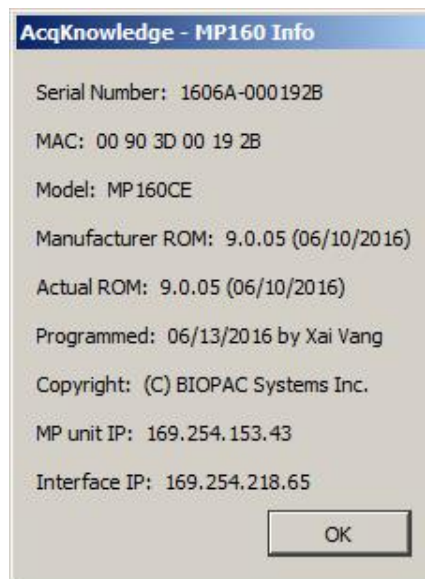 AcqKnowledge - MP160 Info
Serial Number: 1606A-000192B
MAC: 00 90 3D 00 19 2B
Model: MP160CE
Manufacturer ROM: 9.0.05 (06/10/2016)
Actual ROM: 9.0.05 (06/10/2016)
Programmed: 06/13/2016 by Xai Vang
Copyright: (C) BIOPAC Systems Inc.
MP unit IP: 169.254.153.43
Interface IP: 169.254.218.65
OK